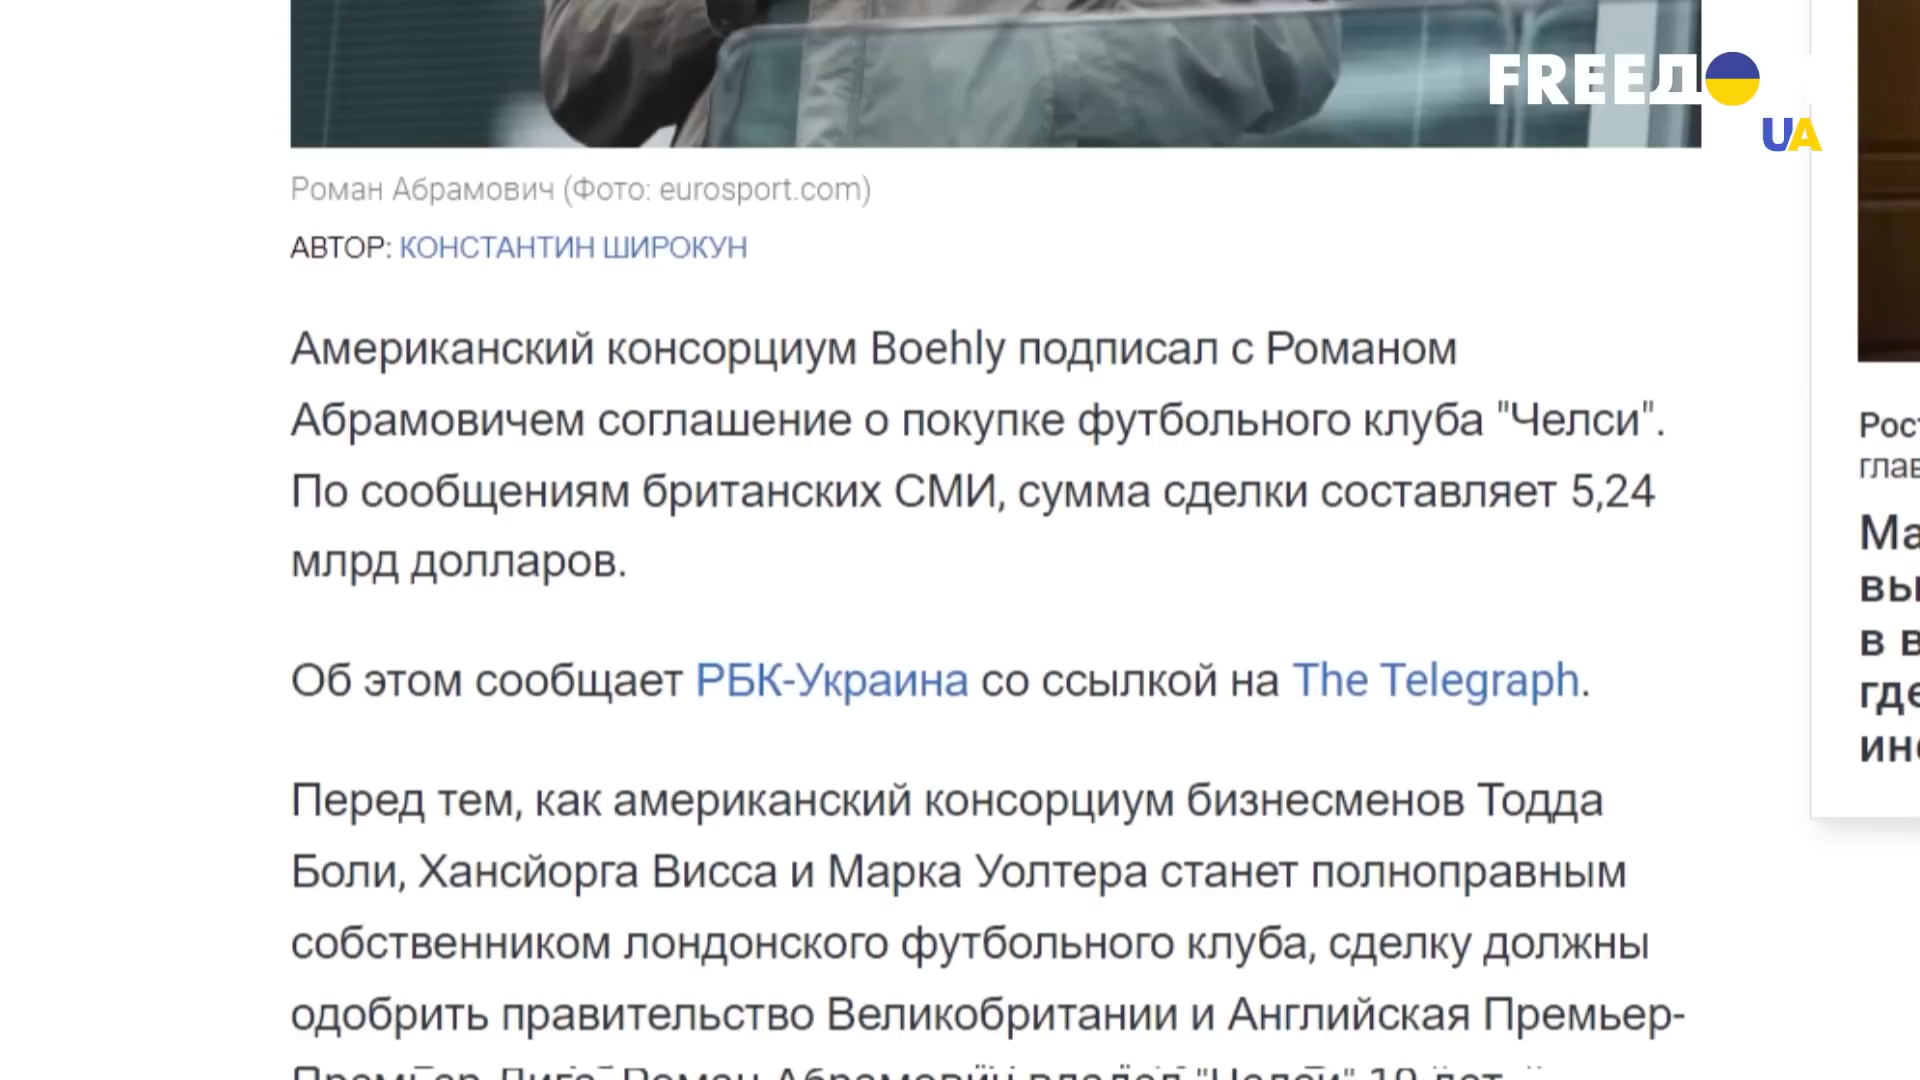 FREEДО
UA
Роман Абрамович (Фото: eurosport.com)
АВТОР: КОНСТАНТИН ШИРОКУН
Американский консорциум Boehly подписал с Романом
Абрамовичем соглашение о покупке футбольного клуба "Челси".
По сообщениям британских СМИ, сумма сделки составляет 5,24
млрд долларов.
Об этом сообщает РБК-Украина со ссылкой на The Telegraph.
Перед тем, как американский консорциум бизнесменов Тодда
Боли, Хансйорга Висса и Марка Уолтера станет полноправным
собственником лондонского футбольного клуба, сделку должны
одобрить правительство Великобритании и Английская Премьер-